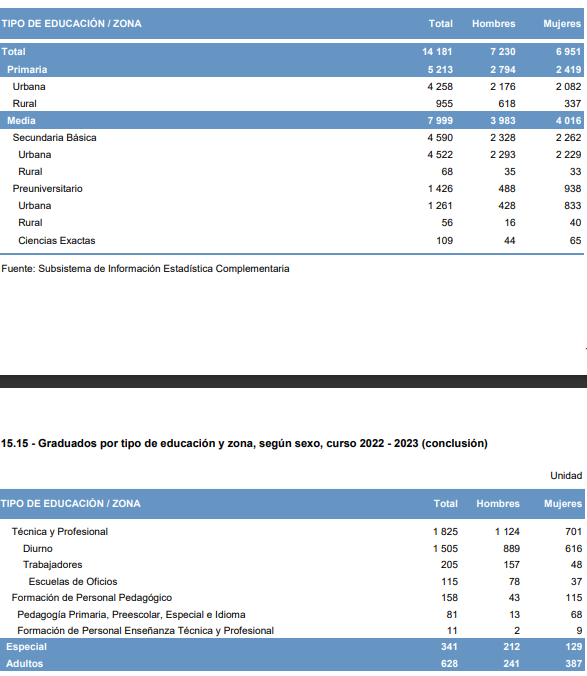 TIPO DE EDUCACIÓN / ZONA Total Hombres Mujeres
Total 14 181 7 230 6 951
Primaria 5 213 2 794 2 419
Urbana 4 258 2 176 2 082
Rural 955 618 337
Media 7 999 3 983 4 016
Secundaria Básica 4 590 2 328 2 262
Urbana 4 522 2 293 2 229
Rural 68 35 33
Preuniversitario 1 426 488 938
Urbana 1 261 428 833
Rural 56 16 40
Ciencias Exactas 109 44 65
Fuente: Subsistema de Información Estadística Complementaria
15.15 - Graduados por tipo de educación y zona, según sexo, curso 2022 - 2023 (conclusión)
Unidad
TIPO DE EDUCACIÓN / ZONA Total Hombres Mujeres
Técnica y Profesional 1 825 1 124 701
Diurno 1 505 889 616
Trabajadores 205 157 48
Escuelas de Oficios 115 78 37
Formación de Personal Pedagógico 158 43 115
Pedagogía Primaria, Preescolar, Especial e Idioma 81 13 68
Formación de Personal Enseñanza Técnica y Profesional 11 2 9
Especial 341 212 129
Adultos 628 241 387